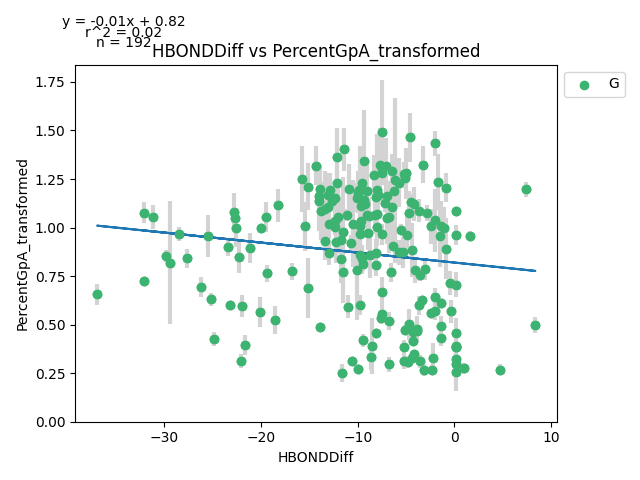 y = -0.01x + 0.82
r^2 = 0.02
n = 192
HBONDDiff vs PercentGpA_transformed
G
PercentGpA_transformed
1.75
1.50
1.25
1.00
0.75
0.50
0.25
0.00
−30
−20
−10
0
10
HBONDDiff